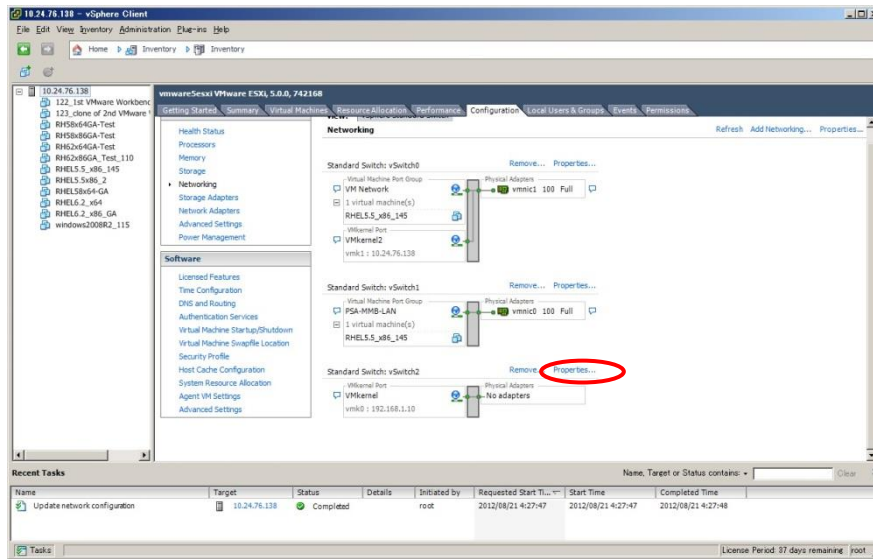 10.24.76.138 - vSphere Client
File Edit View Inventory Administration Plug-ins Help
Home Inventory Inventory
10.24.76.138
122_1st VMware Workbenc
123_clone of 2nd VMware
RH58x64GA-Test
RH58x86GA-Test
RH62x64GA-Test
RH62x86GA_Test_110
RHEL5.5_x86_145
RHEL5.5x86_2
RHEL58x64-GA
RHEL6.2_x64
RHEL6.2_x86_GA
windows2008R2_115
vmware5esxi VMware ESXi, 5.0.0, 742168
Getting Started Summary Virtual Machines Resource Allocation Performance Configuration Local Users & Groups Events Permissions
Health Status
Processors
Memory
Storage
Networking
Storage Adapters
Network Adapters
Advanced Settings
Power Management
Software
Licensed Features
Time Configuration
DNS and Routing
Authentication Services
Virtual Machine Startup/Shutdown
Virtual Machine Swapfile Location
Security Profile
Host Cache Configuration
System Resource Allocation
Agent VM Settings
Advanced Settings
View: vSphere Standard Switch
Networking
Refresh Add Networking... Properties...
Standard Switch: vSwitch0 Remove... Properties...
Virtual Machine Port Group Physical Adapters
VM Network vmnic1 100 Full
1 virtual machine(s)
RHEL5.5_x86_145
VMkernel Port
VMkernel2
vmk1 : 10.24.76.138
Standard Switch: vSwitch1 Remove... Properties...
Virtual Machine Port Group Physical Adapters
PSA-MMB-LAN vmnic0 100 Full
1 virtual machine(s)
RHEL5.5_x86_145
Standard Switch: vSwitch2 Remove... Properties...
VMkernel Port Physical Adapters
VMkernel No adapters
vmk0 : 192.168.1.10
Recent Tasks
Name, Target or Status contains: Clear
Name Target Status Details Initiated by Requested Start Ti... Start Time Completed Time
Update network configuration 10.24.76.138 Completed root 2012/08/21 4:27:47 2012/08/21 4:27:47 2012/08/21 4:27:48
Tasks License Period: 37 days remaining root